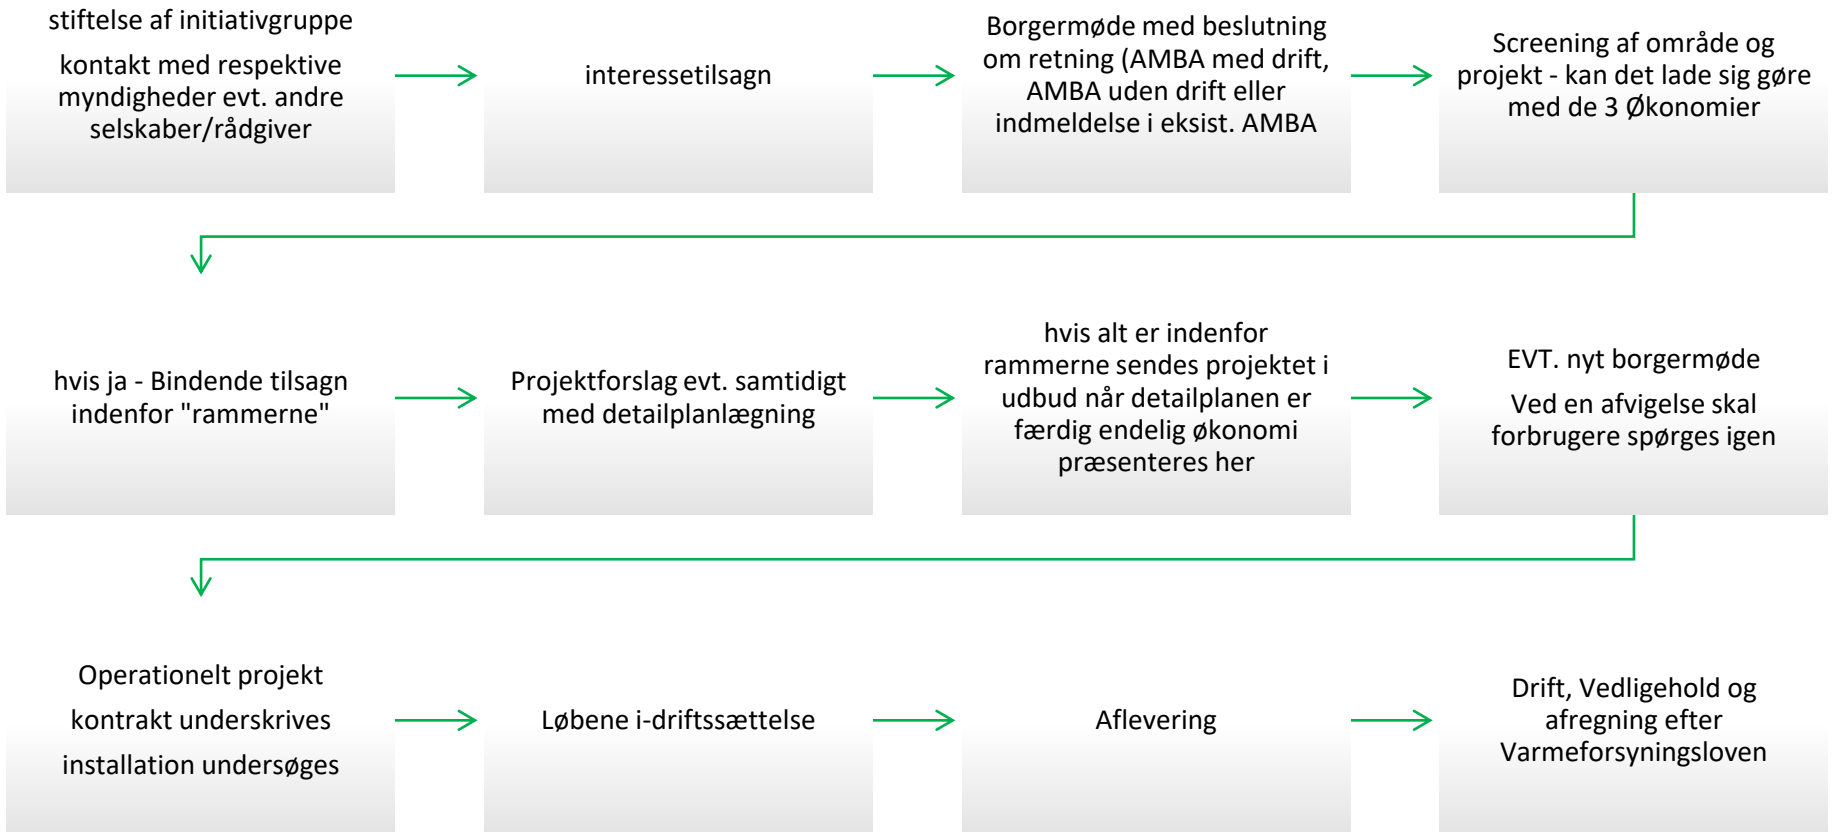 stiftelse af initiativgruppe
kontakt med respektive
myndigheder evt. andre
selskaber/rådgiver
interessetilsagn
Borgermøde med beslutning
om retning (AMBA med drift,
AMBA uden drift eller
indmeldelse i eksist. AMBA
Screening af område og
projekt - kan det lade sig gøre
med de 3 Økonomier
hvis ja - Bindende tilsagn
indenfor "rammerne"
Projektforslag evt. samtidigt
med detailplanlægning
hvis alt er indenfor
rammerne sendes projektet i
udbud når detailplanen er
færdig endelig økonomi
præsenteres her
EVT. nyt borgermøde
Ved en afvigelse skal
forbrugere spørges igen
Operationelt projekt
kontrakt underskrives
installation undersøges
Løbene i-driftssættelse
Aflevering
Drift, Vedligehold og
afregning efter
Varmeforsyningsloven